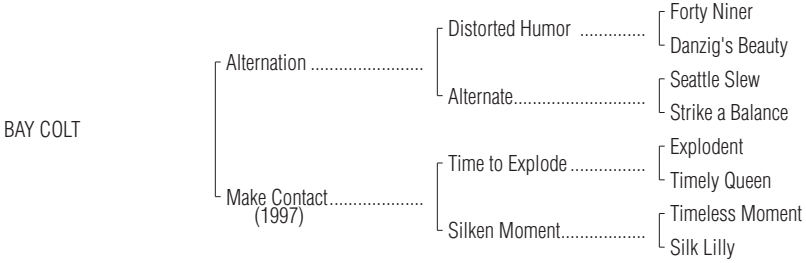 Forty Niner
Distorted Humor ..............
Danzig's Beauty
Alternation ........................
Seattle Slew
Alternate............................
Strike a Balance
BAY COLT
Explodent
Time to Explode ................
Timely Queen
Make Contact....................
(1997)
Timeless Moment
Silken Moment..................
Silk Lilly